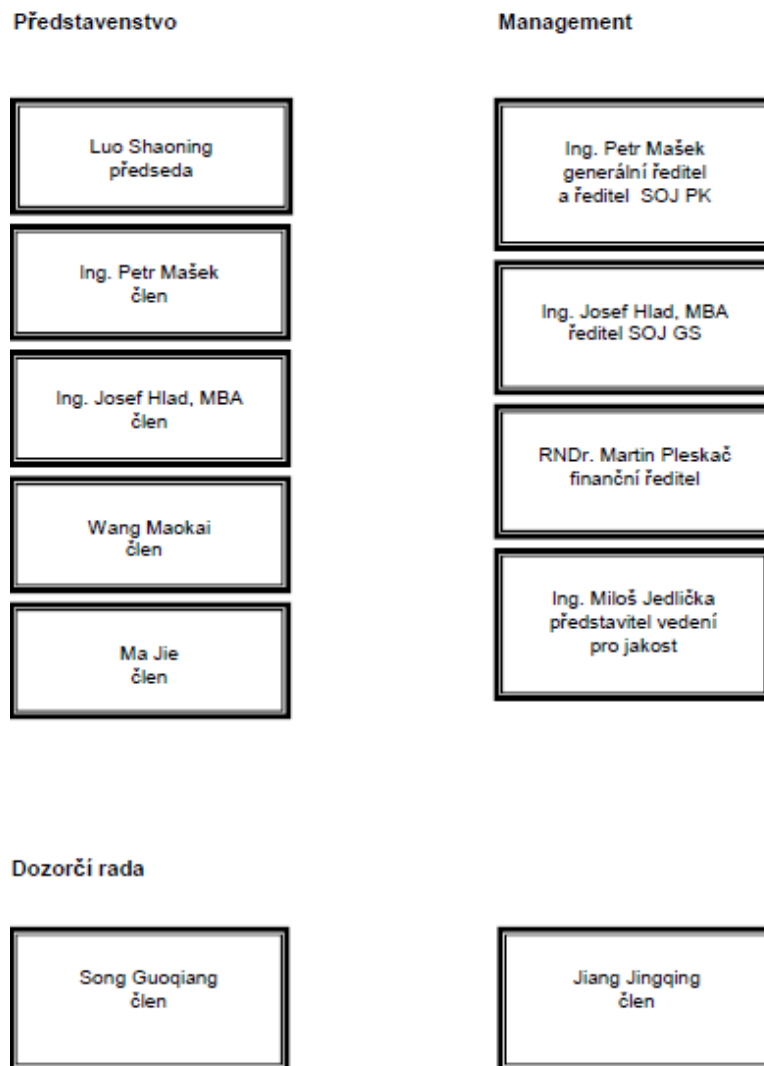 Představenstvo
Luo Shaoning
předseda
Ing. Petr Mašek
člen
Ing. Josef Hlad, MBA
člen
Wang Maokai
člen
Ma Jie
člen
Management
Ing. Petr Mašek
generální ředitel
a ředitel SOJ PK
Ing. Josef Hlad, MBA
ředitel SOJ GS
RNDr. Martin Pleskač
finanční ředitel
Ing. Miloš Jedlička
představitel vedení
pro jakost
Dozorčí rada
Song Guoqiang
člen
Jiang Jingqing
člen